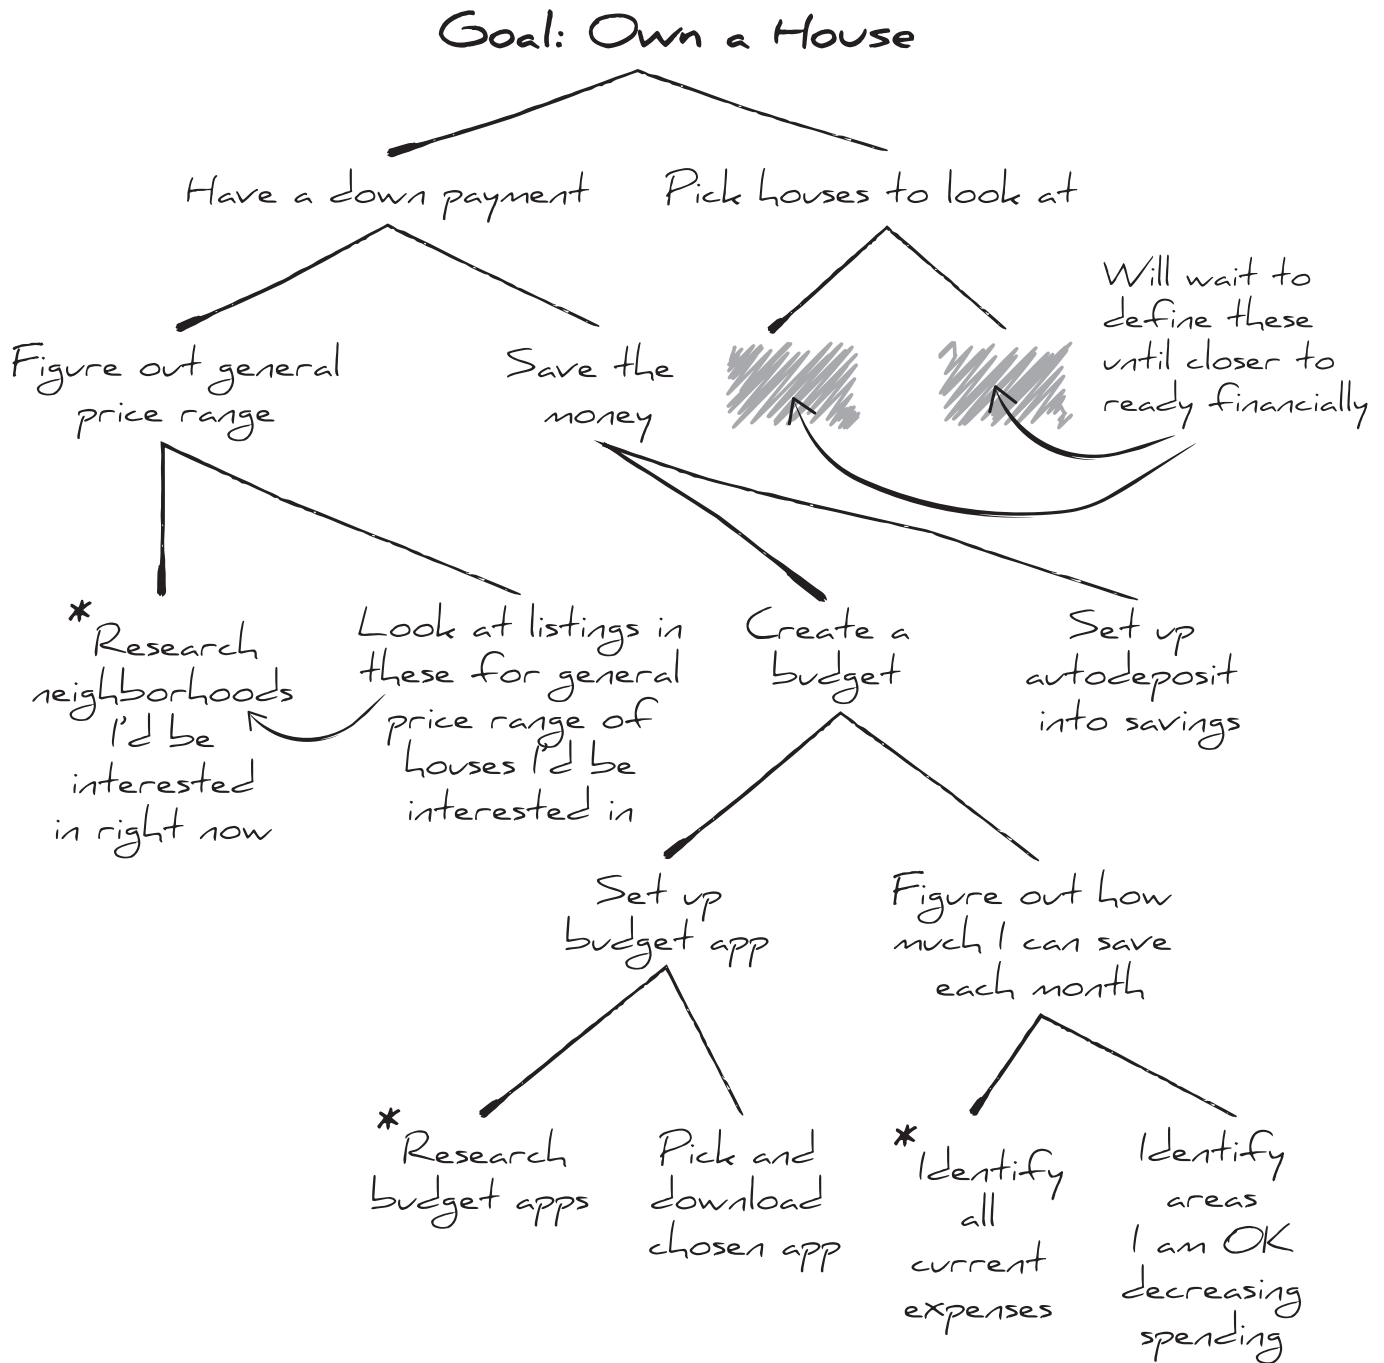 Goal: Own a House
Have a down payment
Pick houses to look at
Will wait to
define these
until closer to
ready financially
Figure out general
price range
Save the
money
*
Research
neighborhoods
I'd be
interested
in right now
Look at listings in
these for general
price range of
houses I'd be
interested in
Create a
budget
Set up
autodeposit
into savings
Set up
budget app
Figure out how
much I can save
each month
*
Research
budget apps
Pick and
download
chosen app
*
Identify
all
current
expenses
Identify
areas
I am OK
decreasing
spending